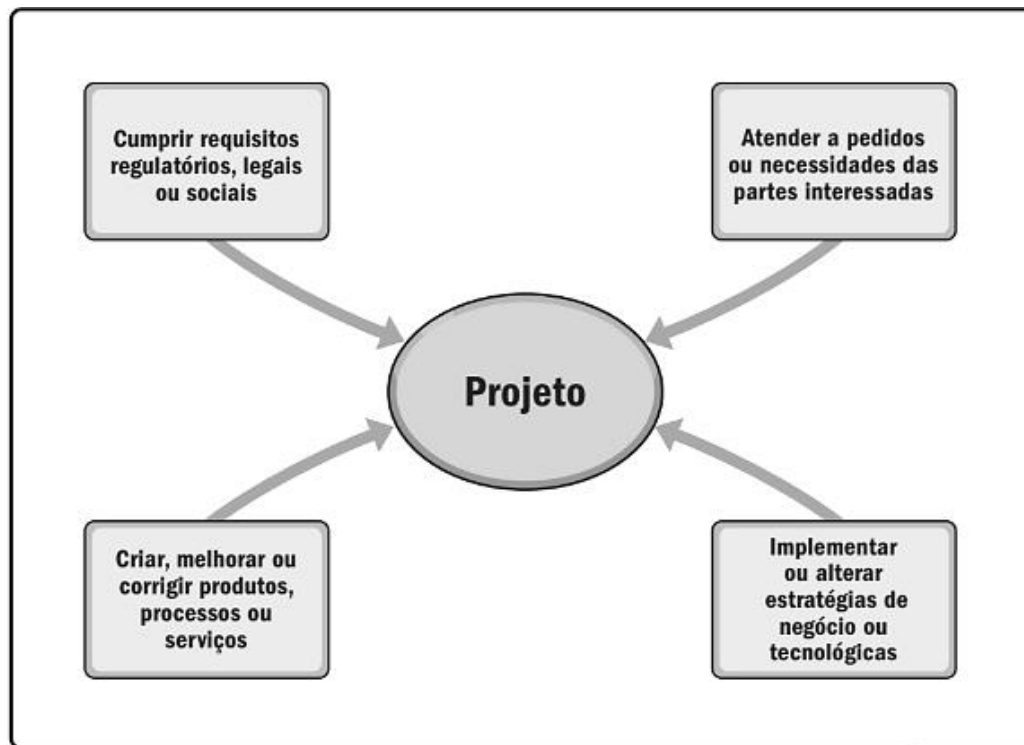 Cumprir requisitos
regulatórios, legais
ou sociais
Atender a pedidos
ou necessidades das
partes interessadas
Projeto
Criar, melhorar ou
corrigir produtos,
processos ou
serviços
Implementar
ou alterar
estratégias de
negócio ou
tecnológicas